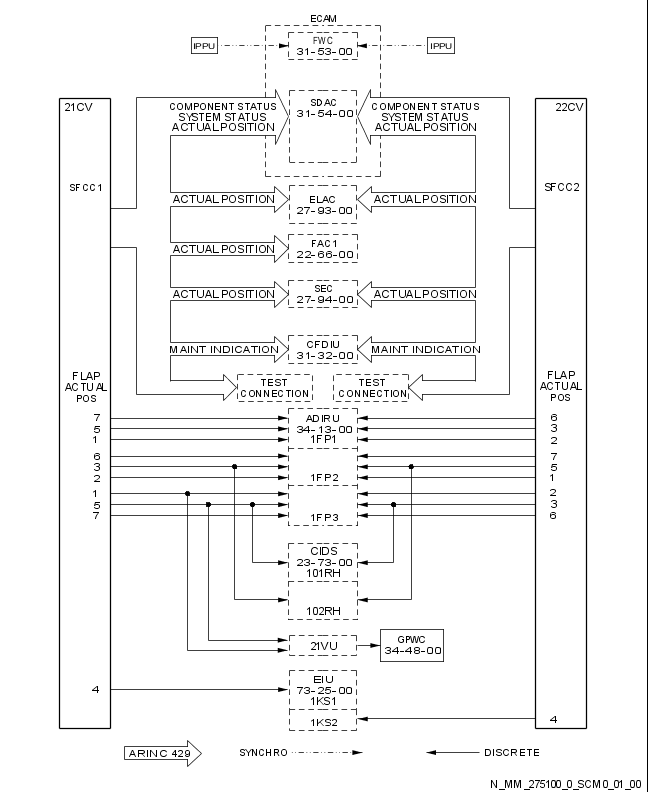 ECAM
IPPU
FWC
31-53-00
IPPU
21CV
22CV
COMPONENT STATUS
SYSTEM STATUS
ACTUAL POSITION
SDAC
31-54-00
COMPONENT STATUS
SYSTEM STATUS
ACTUAL POSITION
SFCC1
SFCC2
ACTUAL POSITION
ELAC
27-93-00
ACTUAL POSITION
ACTUAL POSITION
FAC1
22-66-00
ACTUAL POSITION
SEC
27-94-00
ACTUAL POSITION
MAINT INDICATION
CFDIU
31-32-00
MAINT INDICATION
FLAP
ACTUAL
POS
TEST
CONNECTION
TEST
CONNECTION
FLAP
ACTUAL
POS
7
5
1
ADIRU
34-13-00
1FP1
6
3
2
6
3
2
1FP2
7
5
1
1
5
7
1FP3
2
3
6
CIDS
23-73-00
101RH
102RH
21VU
GPWC
34-48-00
4
EIU
73-25-00
1KS1
1KS2
4
ARINC 429
SYNCHRO
DISCRETE
N_MM_275100_0_SCM0_01_00